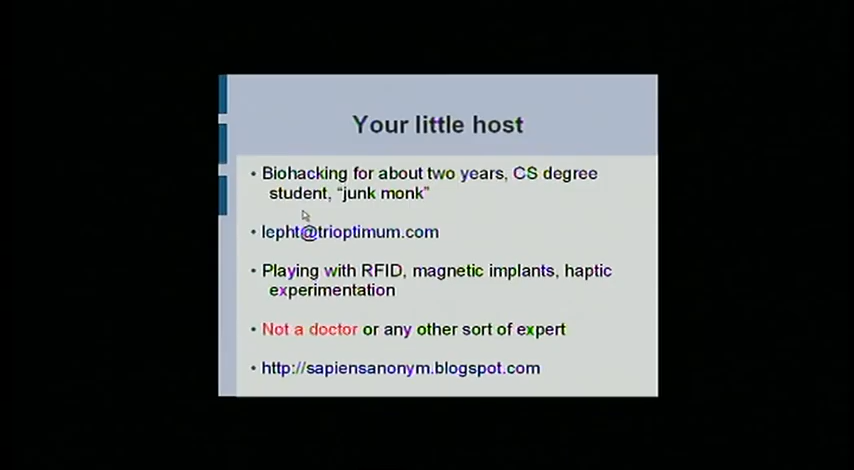 Your little host
• Biohacking for about two years, CS degree
student, “junk monk”
• lepht@trioptimum.com
• Playing with RFID, magnetic implants, haptic
experimentation
• Not a doctor or any other sort of expert
• http://sapiensanonym.blogspot.com